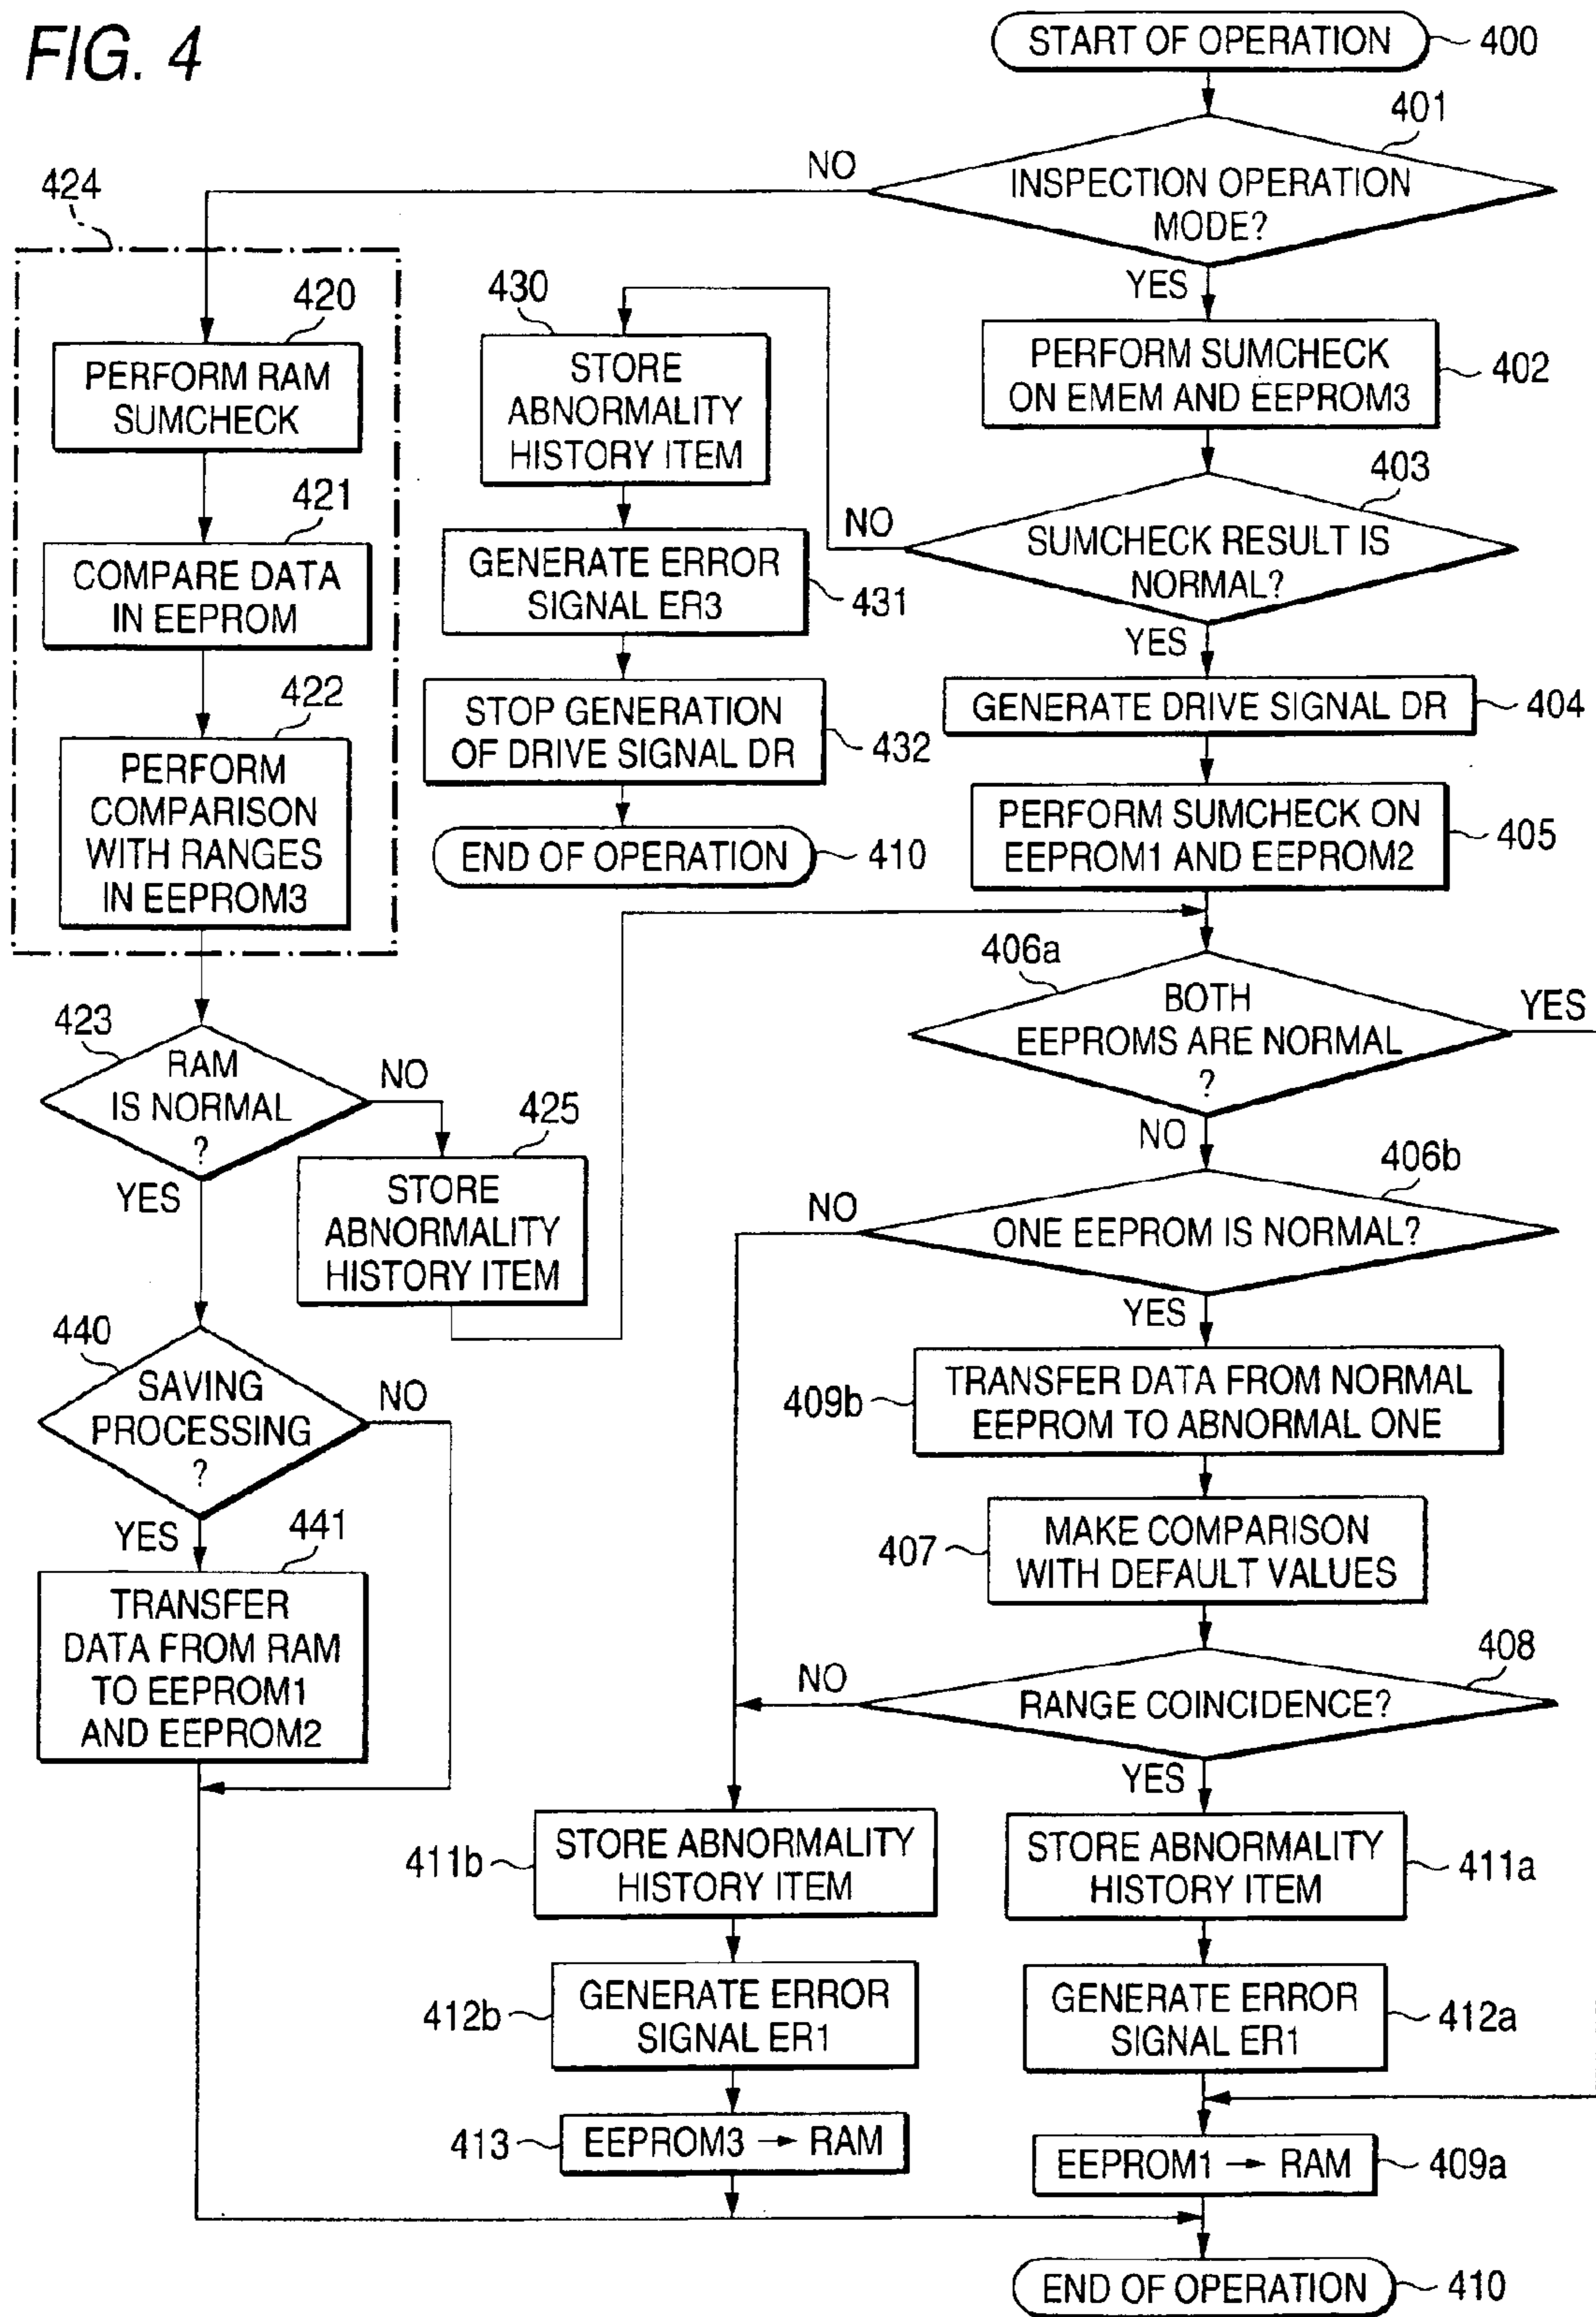 FIG. 4
START OF OPERATION
400
401
INSPECTION OPERATION
MODE?
NO
YES
424
420
PERFORM RAM
SUMCHECK
421
COMPARE DATA
IN EEPROM
422
PERFORM
COMPARISON
WITH RANGES
IN EEPROM3
430
STORE
ABNORMALITY
HISTORY ITEM
GENERATE ERROR
SIGNAL ER3
431
STOP GENERATION
OF DRIVE SIGNAL DR
432
END OF OPERATION
410
PERFORM SUMCHECK
ON EMEM AND EEPROM3
402
403
SUMCHECK RESULT IS
NORMAL?
NO
YES
GENERATE DRIVE SIGNAL DR
404
PERFORM SUMCHECK ON
EEPROM1 AND EEPROM2
405
406a
BOTH
EEPROMS ARE NORMAL
?
YES
NO
423
RAM
IS NORMAL
?
NO
YES
425
STORE
ABNORMALITY
HISTORY ITEM
406b
ONE EEPROM IS NORMAL?
NO
YES
440
SAVING
PROCESSING
?
NO
YES
409b
TRANSFER DATA FROM NORMAL
EEPROM TO ABNORMAL ONE
407
MAKE COMPARISON
WITH DEFAULT VALUES
441
TRANSFER
DATA FROM RAM
TO EEPROM1
AND EEPROM2
408
RANGE COINCIDENCE?
NO
YES
411b
STORE ABNORMALITY
HISTORY ITEM
STORE ABNORMALITY
HISTORY ITEM
411a
412b
GENERATE ERROR
SIGNAL ER1
GENERATE ERROR
SIGNAL ER1
412a
413
EEPROM3 → RAM
EEPROM1 → RAM
409a
END OF OPERATION
410